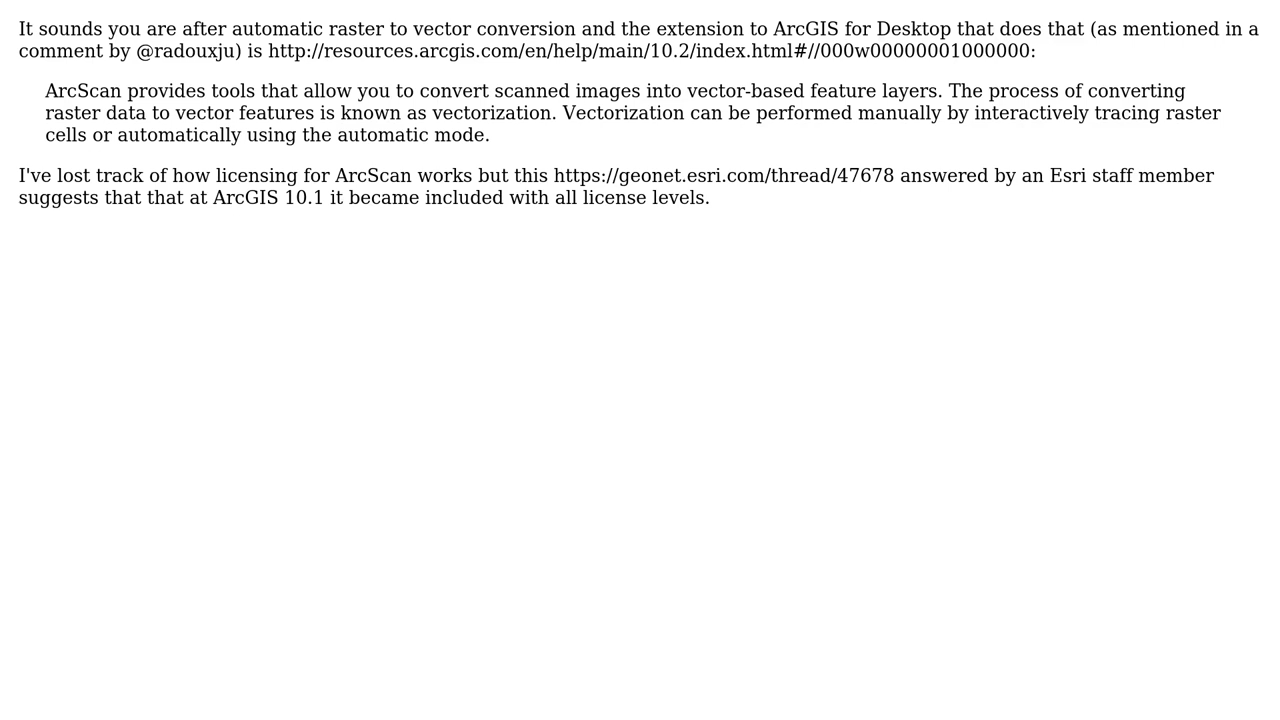 It sounds you are after automatic raster to vector conversion and the extension to ArcGIS for Desktop that does that (as mentioned in a
comment by @radouxju) is http://resources.arcgis.com/en/help/main/10.2/index.html#//000w00000001000000:
ArcScan provides tools that allow you to convert scanned images into vector-based feature layers. The process of converting
raster data to vector features is known as vectorization. Vectorization can be performed manually by interactively tracing raster
cells or automatically using the automatic mode.
I've lost track of how licensing for ArcScan works but this https://geonet.esri.com/thread/47678 answered by an Esri staff member
suggests that that at ArcGIS 10.1 it became included with all license levels.